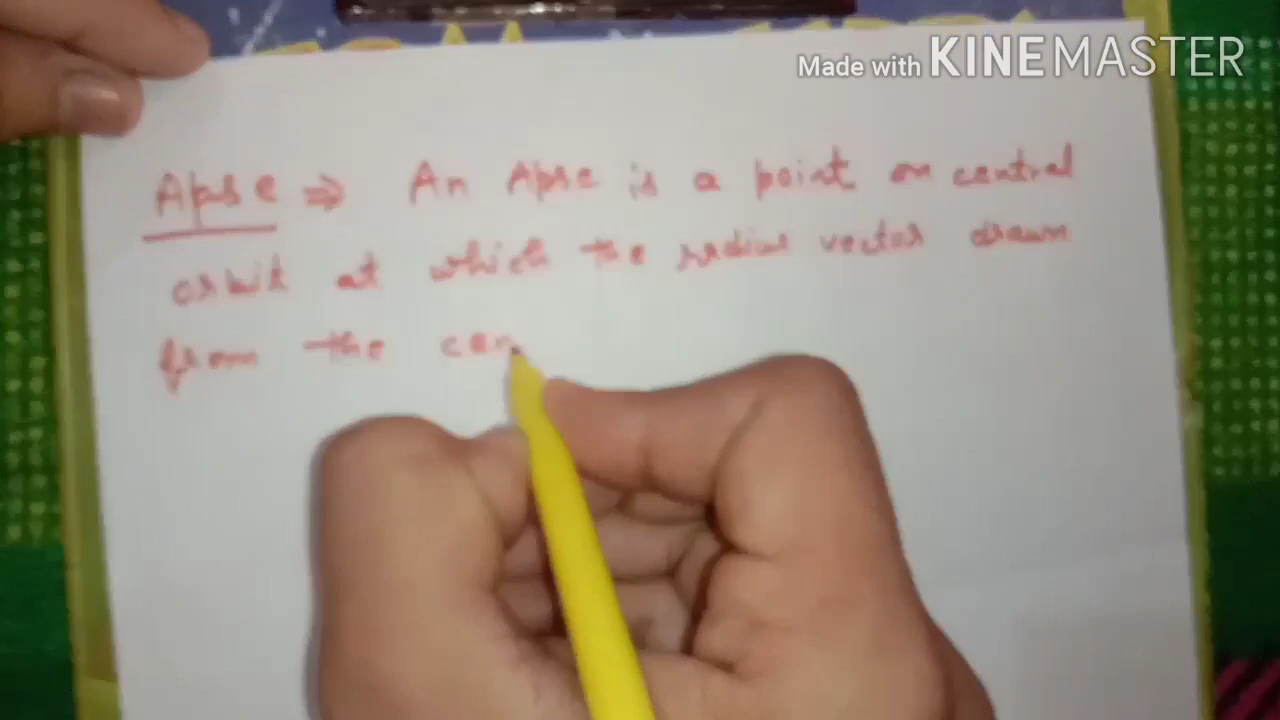 Made with KINEMASTER
Apse ⇒ An Apse is a point on central
orbit at which the radius vector drawn
from the cen